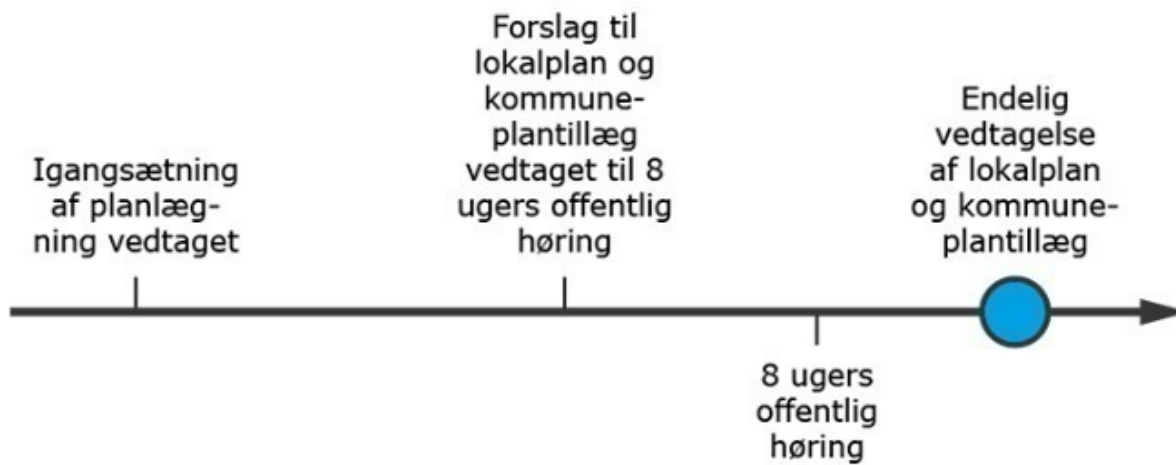 Igangsætning
af planlæg-
ning vedtaget
Forslag til
lokalplan og
kommune-
plantillæg
vedtaget til 8
ugers offentlig
høring
8 ugers
offentlig
høring
Endelig
vedtagelse
af lokalplan
og kommune-
plantillæg